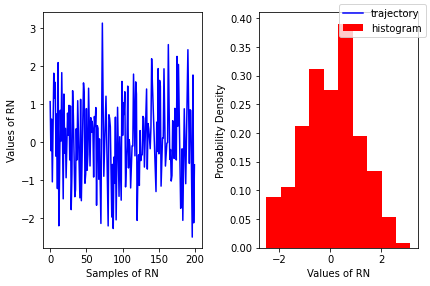 trajectory
histogram
Values of RN
3
2
1
0
−1
−2
0 50 100 150 200
Samples of RN
Probability Density
0.40
0.35
0.30
0.25
0.20
0.15
0.10
0.05
0.00
−2 0 2
Values of RN